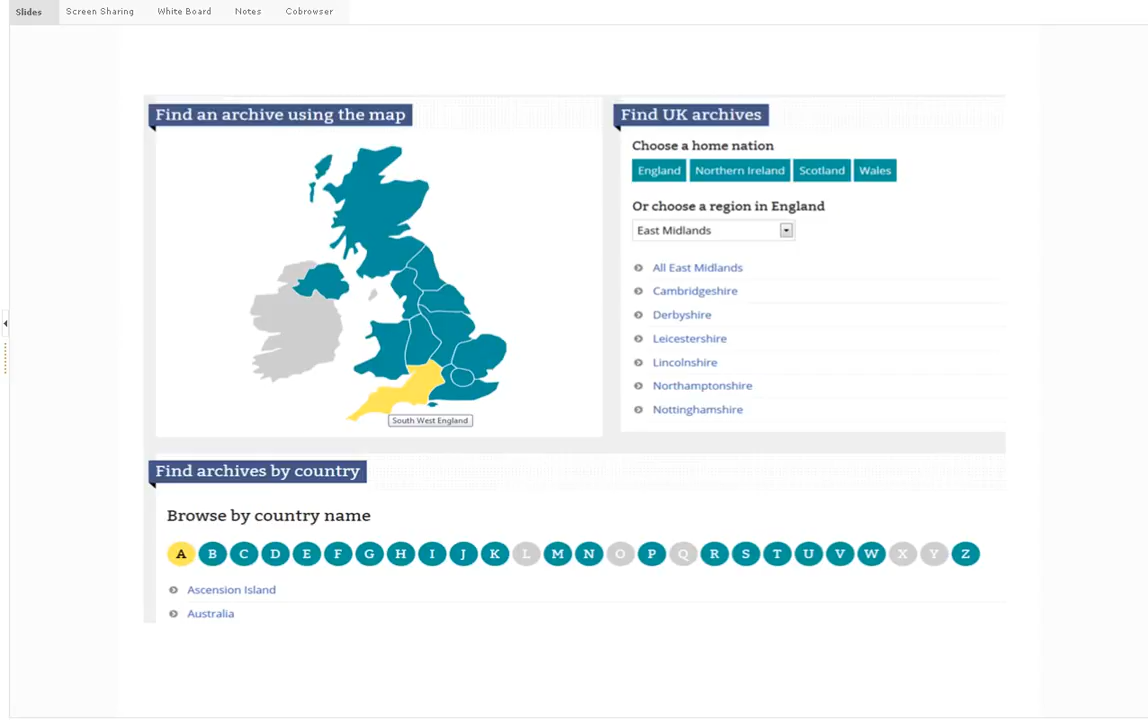 Slides Screen Sharing White Board Notes Cobrowser
Find an archive using the map
South West England
Find UK archives
Choose a home nation
England Northern Ireland Scotland Wales
Or choose a region in England
East Midlands
All East Midlands
Cambridgeshire
Derbyshire
Leicestershire
Lincolnshire
Northamptonshire
Nottinghamshire
Find archives by country
Browse by country name
A B C D E F G H I J K L M N O P Q R S T U V W X Y Z
Ascension Island
Australia